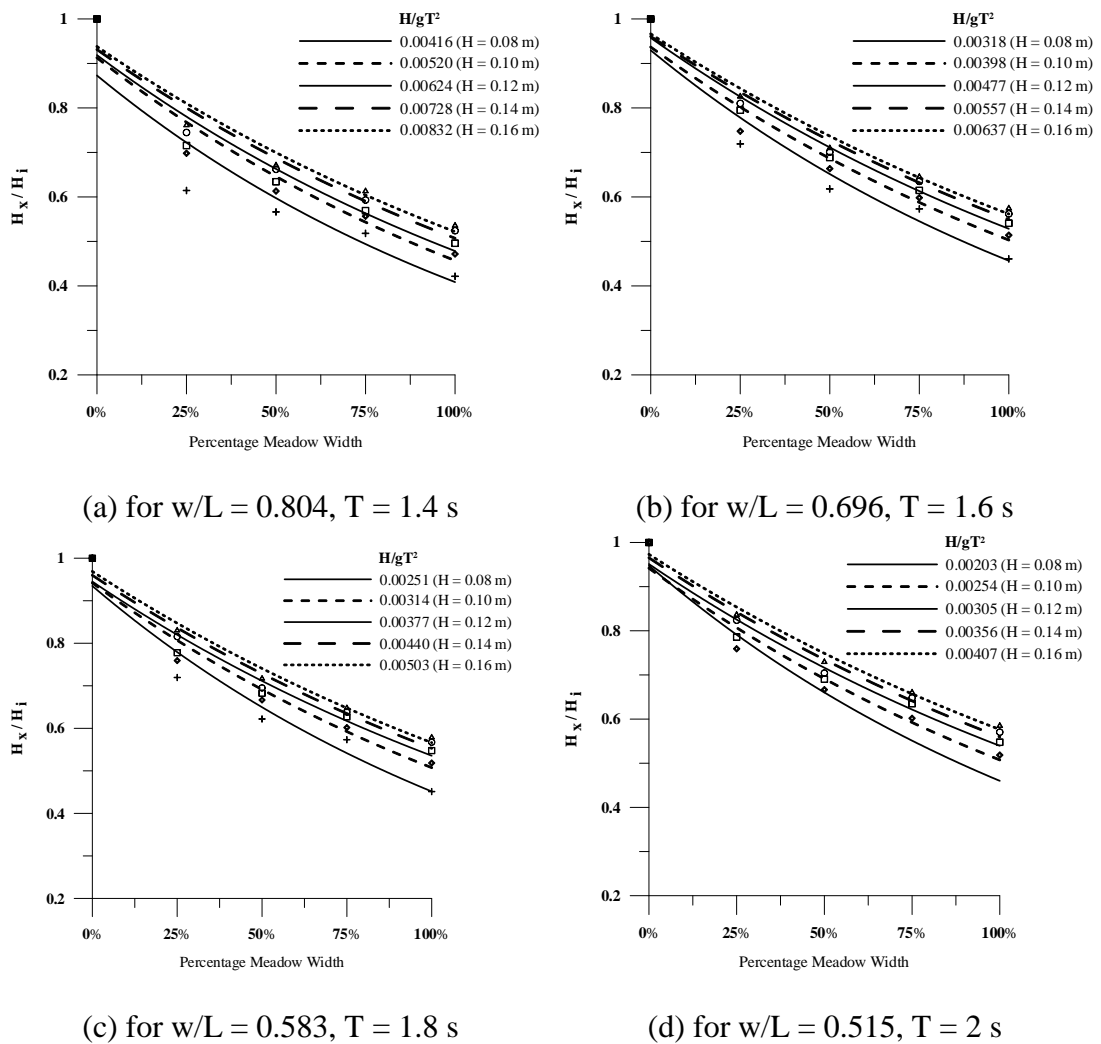 1
0.8
0.6
0.4
0.2
H x / H i
0% 25% 50% 75% 100%
Percentage Meadow Width
H/gT²
0.00416 (H = 0.08 m)
0.00520 (H = 0.10 m)
0.00624 (H = 0.12 m)
0.00728 (H = 0.14 m)
0.00832 (H = 0.16 m)
(a) for w/L = 0.804, T = 1.4 s
1
0.8
0.6
0.4
0.2
H x / H i
0% 25% 50% 75% 100%
Percentage Meadow Width
H/gT²
0.00318 (H = 0.08 m)
0.00398 (H = 0.10 m)
0.00477 (H = 0.12 m)
0.00557 (H = 0.14 m)
0.00637 (H = 0.16 m)
(b) for w/L = 0.696, T = 1.6 s
1
0.8
0.6
0.4
0.2
H x / H i
0% 25% 50% 75% 100%
Percentage Meadow Width
H/gT²
0.00251 (H = 0.08 m)
0.00314 (H = 0.10 m)
0.00377 (H = 0.12 m)
0.00440 (H = 0.14 m)
0.00503 (H = 0.16 m)
(c) for w/L = 0.583, T = 1.8 s
1
0.8
0.6
0.4
0.2
H x / H i
0% 25% 50% 75% 100%
Percentage Meadow Width
H/gT²
0.00203 (H = 0.08 m)
0.00254 (H = 0.10 m)
0.00305 (H = 0.12 m)
0.00356 (H = 0.14 m)
0.00407 (H = 0.16 m)
(d) for w/L = 0.515, T = 2 s